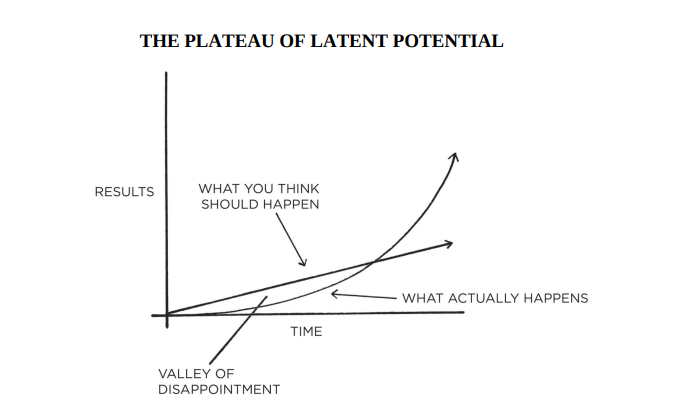 THE PLATEAU OF LATENT POTENTIAL
RESULTS
WHAT YOU THINK
SHOULD HAPPEN
WHAT ACTUALLY HAPPENS
TIME
VALLEY OF
DISAPPOINTMENT